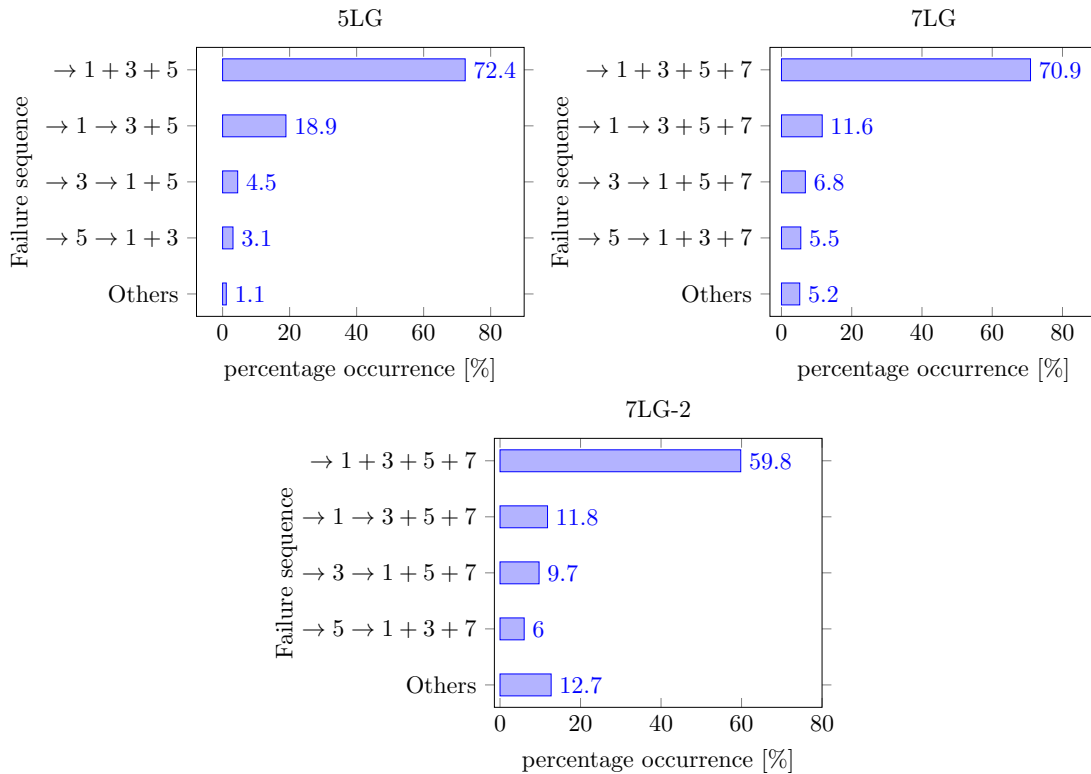 5LG
Failure sequence
→ 1 + 3 + 5
72.4
→ 1 → 3 + 5
18.9
→ 3 → 1 + 5
4.5
→ 5 → 1 + 3
3.1
Others
1.1
0 20 40 60 80
percentage occurrence [%]
7LG
Failure sequence
→ 1 + 3 + 5 + 7
70.9
→ 1 → 3 + 5 + 7
11.6
→ 3 → 1 + 5 + 7
6.8
→ 5 → 1 + 3 + 7
5.5
Others
5.2
0 20 40 60 80
percentage occurrence [%]
7LG-2
Failure sequence
→ 1 + 3 + 5 + 7
59.8
→ 1 → 3 + 5 + 7
11.8
→ 3 → 1 + 5 + 7
9.7
→ 5 → 1 + 3 + 7
6
Others
12.7
0 20 40 60 80
percentage occurrence [%]